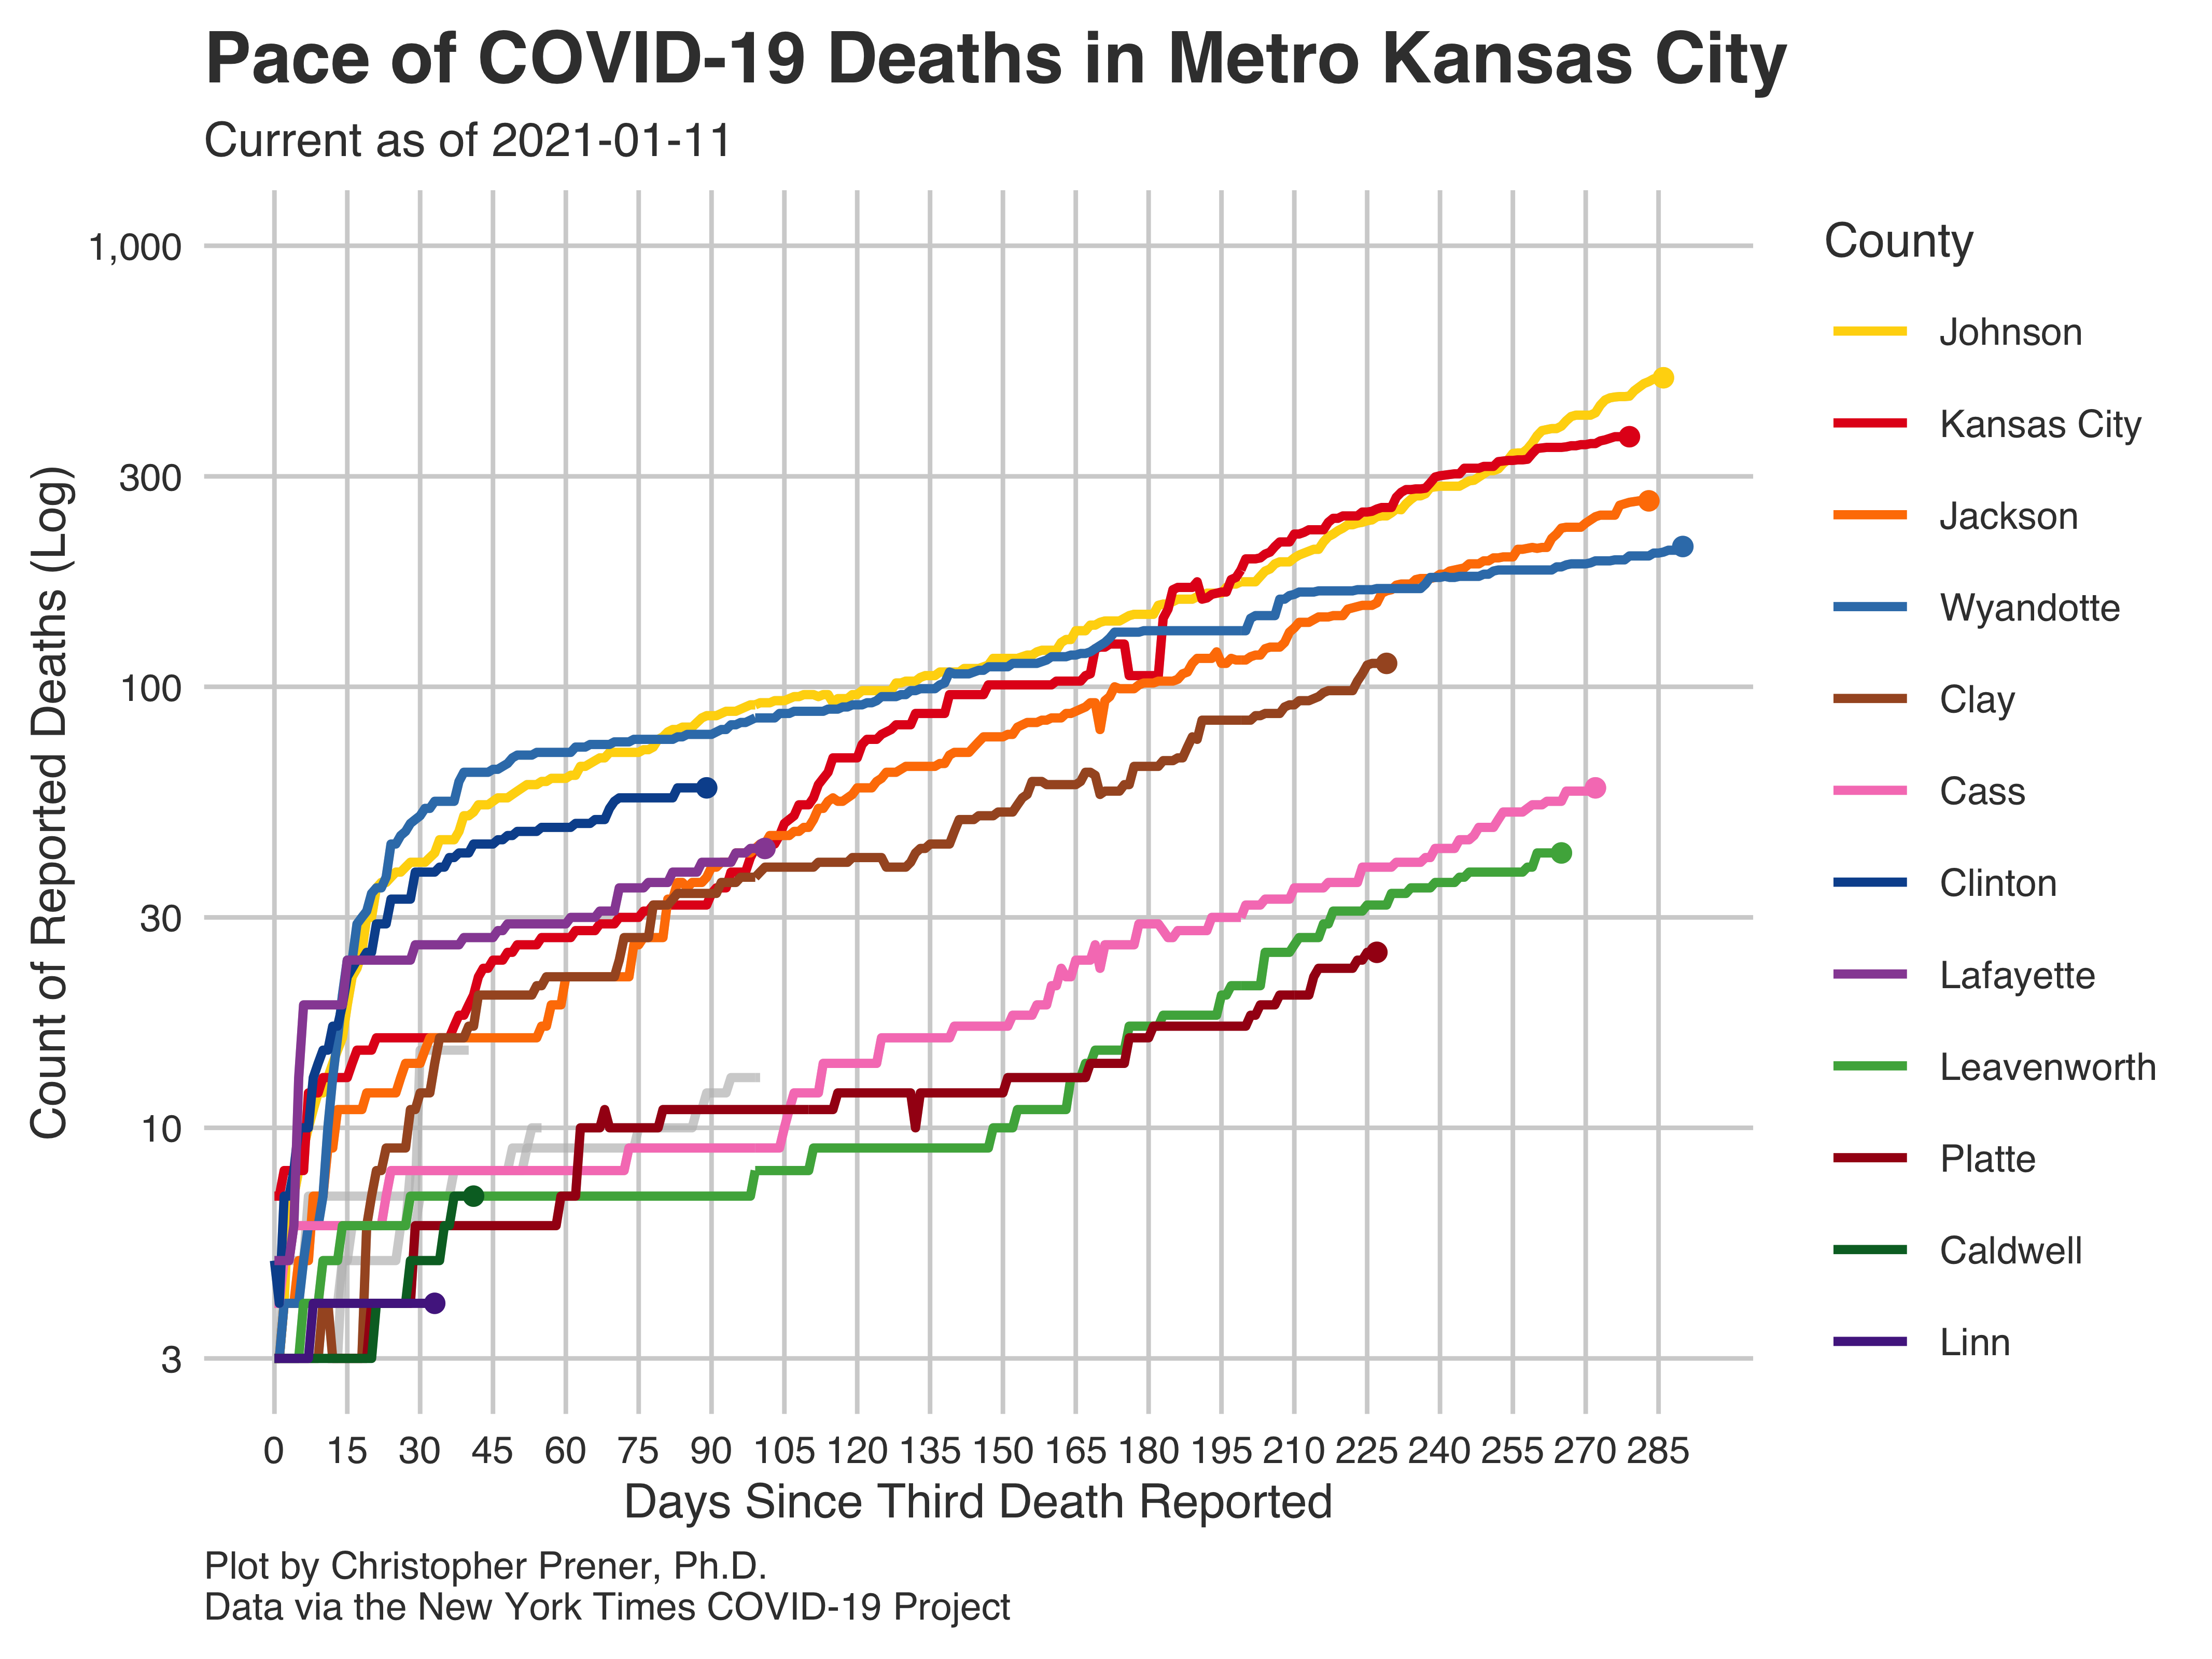 Pace of COVID-19 Deaths in Metro Kansas City
Current as of 2021-01-11
Count of Reported Deaths (Log)
1,000
300
100
30
10
3
0 15 30 45 60 75 90 105 120 135 150 165 180 195 210 225 240 255 270 285
Days Since Third Death Reported
County
Johnson
Kansas City
Jackson
Wyandotte
Clay
Cass
Clinton
Lafayette
Leavenworth
Platte
Caldwell
Linn
Plot by Christopher Prener, Ph.D.
Data via the New York Times COVID-19 Project